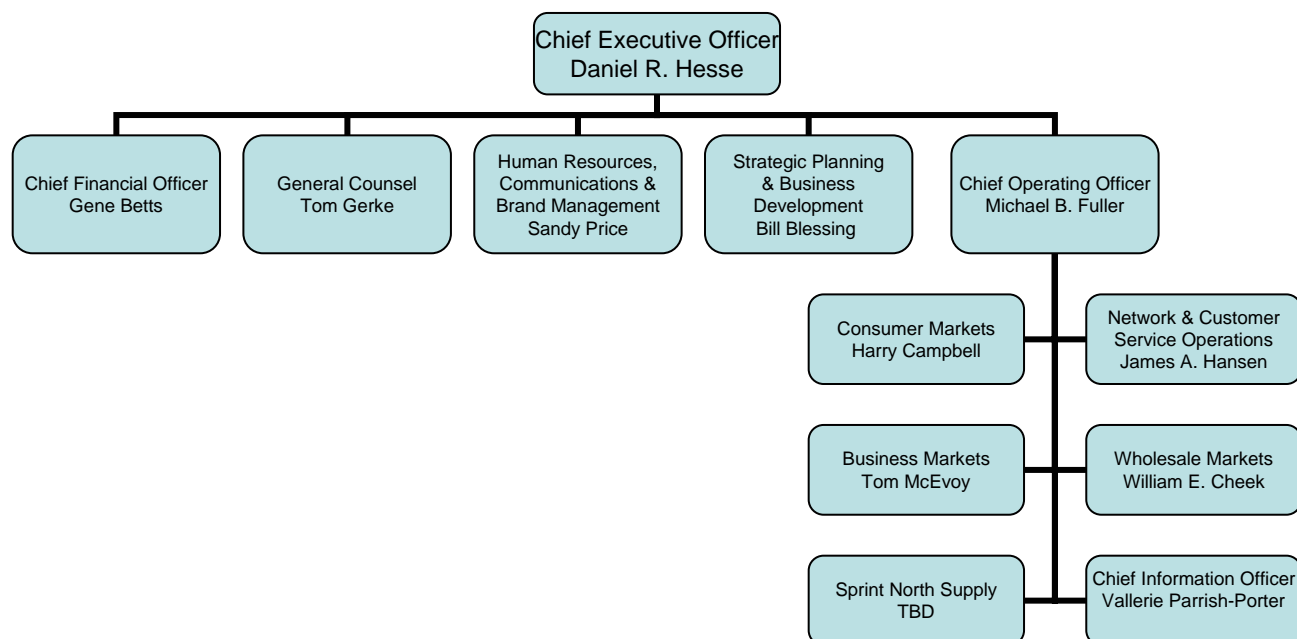 Chief Executive Officer
Daniel R. Hesse
Chief Financial Officer
Gene Betts
General Counsel
Tom Gerke
Human Resources,
Communications &
Brand Management
Sandy Price
Strategic Planning
& Business
Development
Bill Blessing
Chief Operating Officer
Michael B. Fuller
Consumer Markets
Harry Campbell
Network & Customer
Service Operations
James A. Hansen
Business Markets
Tom McEvoy
Wholesale Markets
William E. Cheek
Sprint North Supply
TBD
Chief Information Officer
Vallerie Parrish-Porter